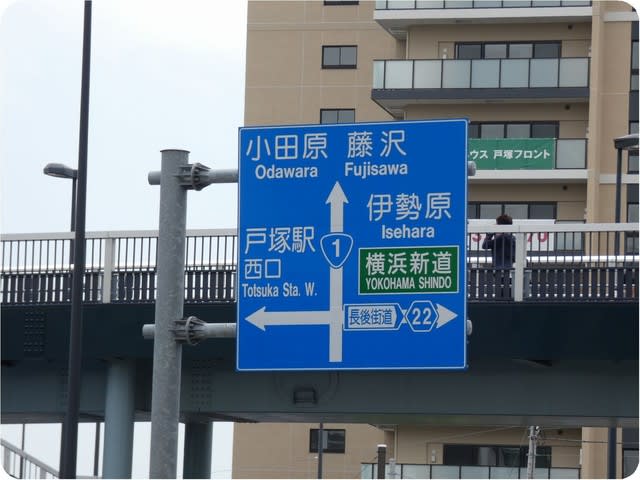 小田原 藤沢
Odawara Fujisawa
伊勢原
Isehara
戸塚駅
西口
Totsuka Sta. W.
1
横浜新道
YOKOHAMA SHINDO
長後街道 22
ウス 戸塚フロント